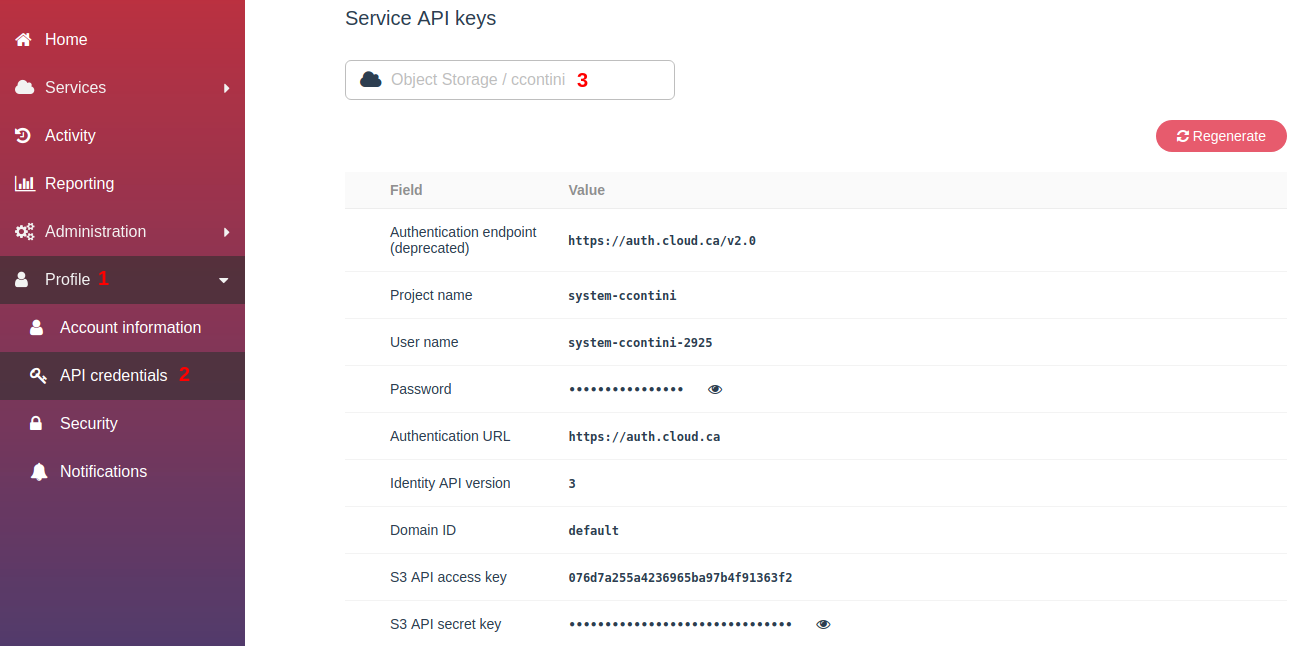 Home
Services
Activity
Reporting
Administration
Profile 1
Account information
API credentials 2
Security
Notifications
Service API keys
Object Storage / ccontini 3
Regenerate
Field Value
Authentication endpoint
(deprecated) https://auth.cloud.ca/v2.0
Project name system-ccontini
User name system-ccontini-2925
Password ••••••••••••••••
Authentication URL https://auth.cloud.ca
Identity API version 3
Domain ID default
S3 API access key 076d7a255a4236965ba97b4f91363f2
S3 API secret key •••••••••••••••••••••••••••••••